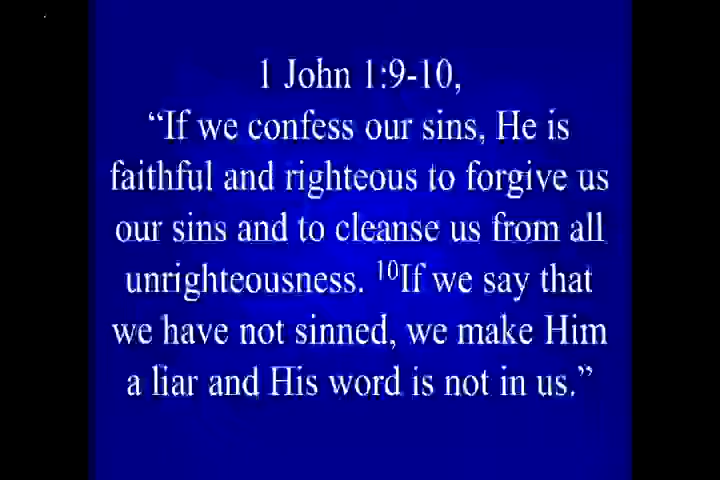 1 John 1:9-10,
“If we confess our sins, He is
faithful and righteous to forgive us
our sins and to cleanse us from all
unrighteousness. ¹⁰If we say that
we have not sinned, we make Him
a liar and His word is not in us.”